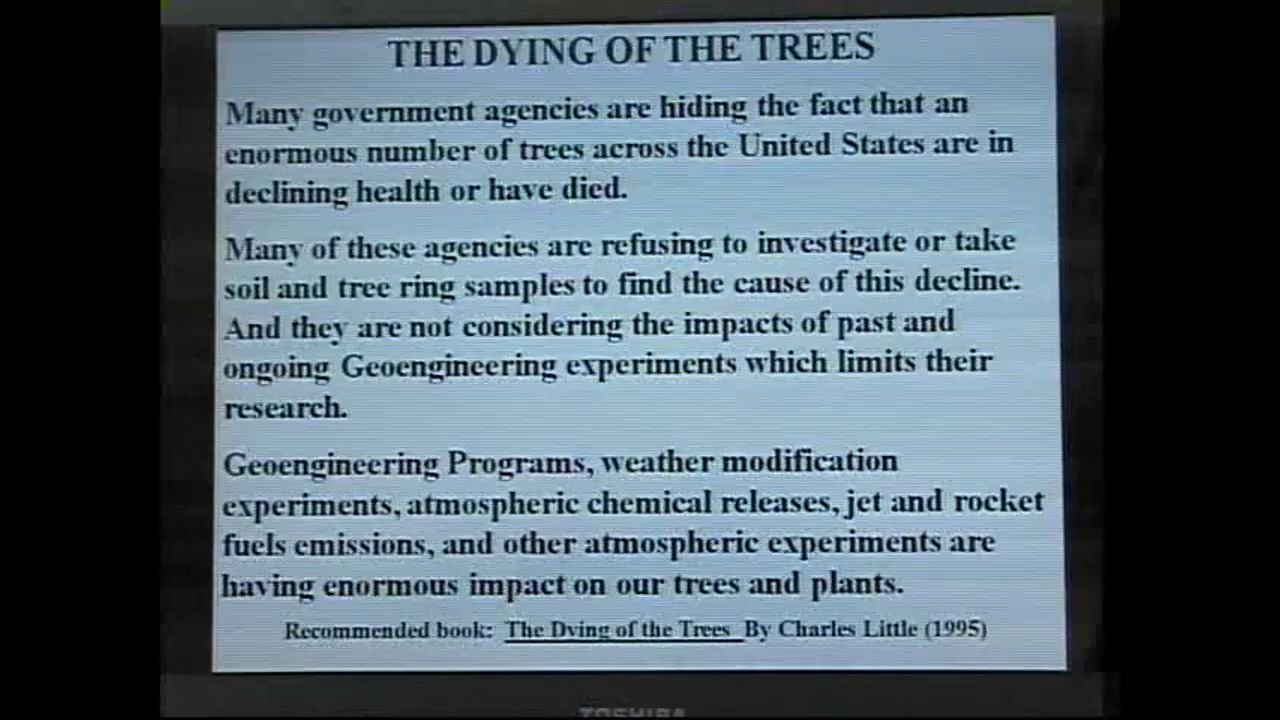 THE DYING OF THE TREES
Many government agencies are hiding the fact that an
enormous number of trees across the United States are in
declining health or have died.
Many of these agencies are refusing to investigate or take
soil and tree ring samples to find the cause of this decline.
And they are not considering the impacts of past and
ongoing Geoengineering experiments which limits their
research.
Geoengineering Programs, weather modification
experiments, atmospheric chemical releases, jet and rocket
fuels emissions, and other atmospheric experiments are
having enormous impact on our trees and plants.
Recommended book: The Dying of the Trees By Charles Little (1995)
TOSHIBA